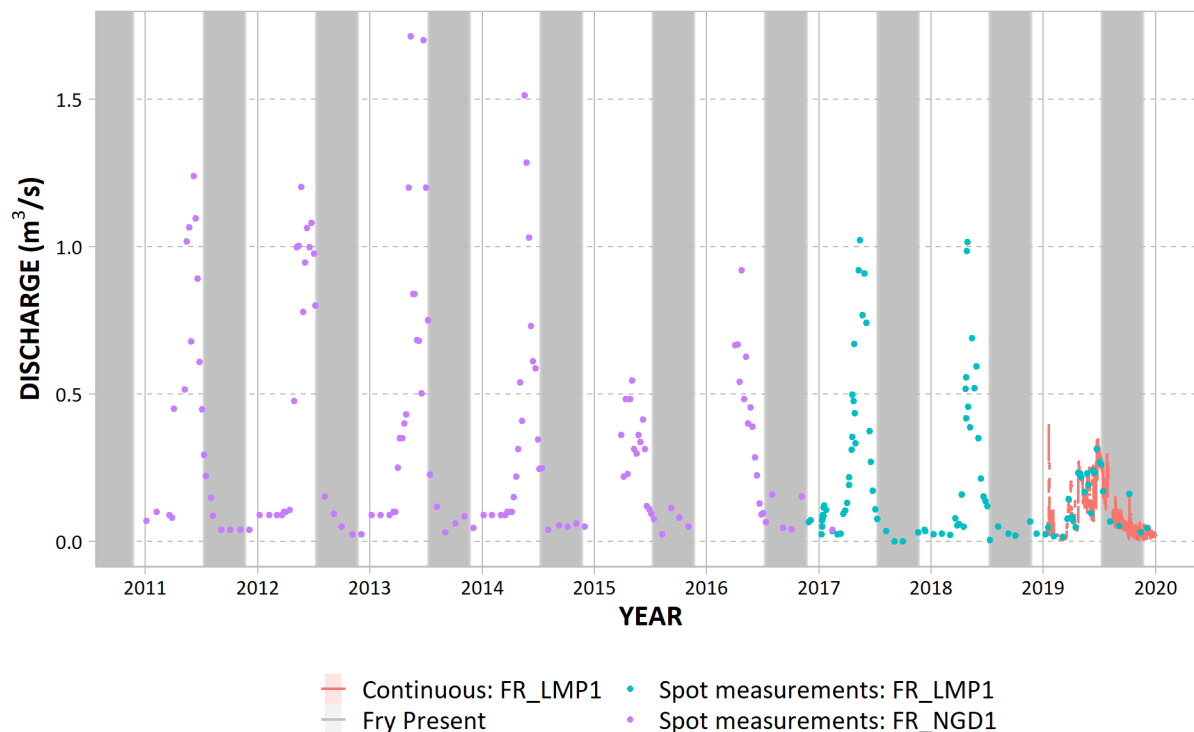 DISCHARGE (m³/s)
1.5
1.0
0.5
0.0
2011 2012 2013 2014 2015 2016 2017 2018 2019 2020
YEAR
Continuous: FR_LMP1 Spot measurements: FR_LMP1
Fry Present Spot measurements: FR_NGD1